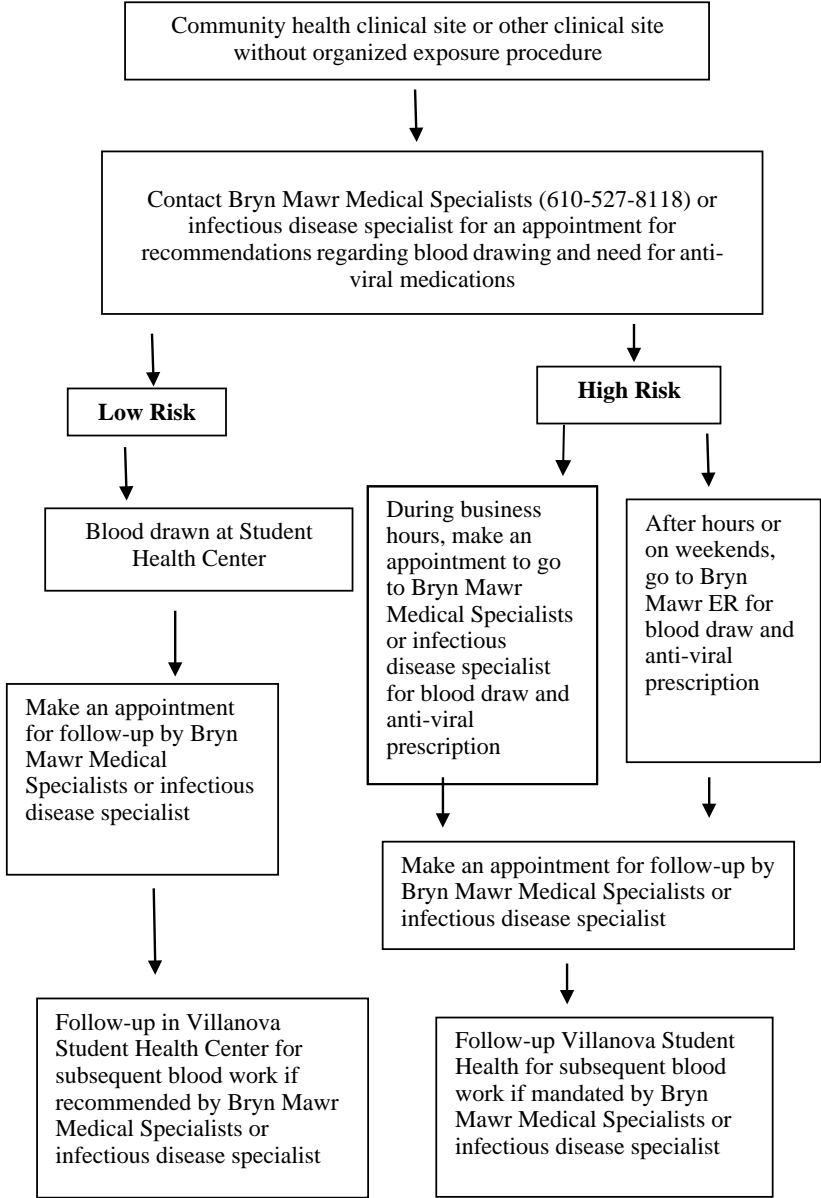 Community health clinical site or other clinical site
without organized exposure procedure
Contact Bryn Mawr Medical Specialists (610-527-8118) or
infectious disease specialist for an appointment for
recommendations regarding blood drawing and need for anti-
viral medications
Low Risk
High Risk
Blood drawn at Student
Health Center
During business
hours, make an
appointment to go
to Bryn Mawr
Medical Specialists
or infectious
disease specialist
for blood draw and
anti-viral
prescription
After hours or
on weekends,
go to Bryn
Mawr ER for
blood draw and
anti-viral
prescription
Make an appointment
for follow-up by Bryn
Mawr Medical
Specialists or infectious
disease specialist
Make an appointment for follow-up by
Bryn Mawr Medical Specialists or
infectious disease specialist
Follow-up in Villanova
Student Health Center for
subsequent blood work if
recommended by Bryn Mawr
Medical Specialists or
infectious disease specialist
Follow-up Villanova Student
Health for subsequent blood
work if mandated by Bryn
Mawr Medical Specialists or
infectious disease specialist